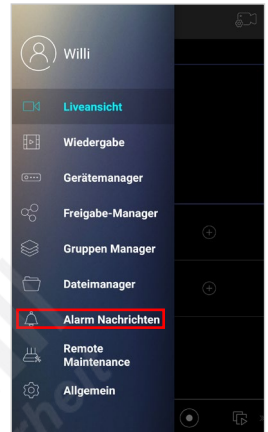 Willi
Liveansicht
Wiedergabe
Gerätemanager
Freigabe-Manager
Gruppen Manager
Dateimanager
Alarm Nachrichten
Remote
Maintenance
Allgemein